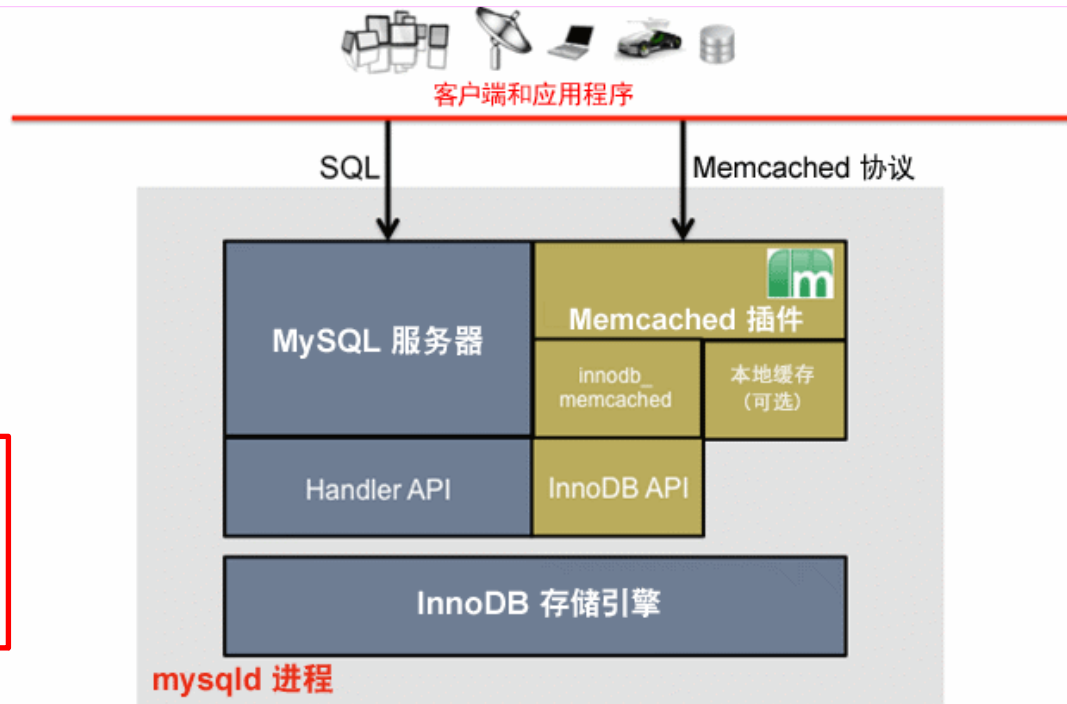 客户端和应用程序
SQL
Memcached 协议
m
MySQL 服务器
Memcached 插件
innodb_
memcached
本地缓存
(可选)
Handler API
InnoDB API
InnoDB 存储引擎
mysqld 进程